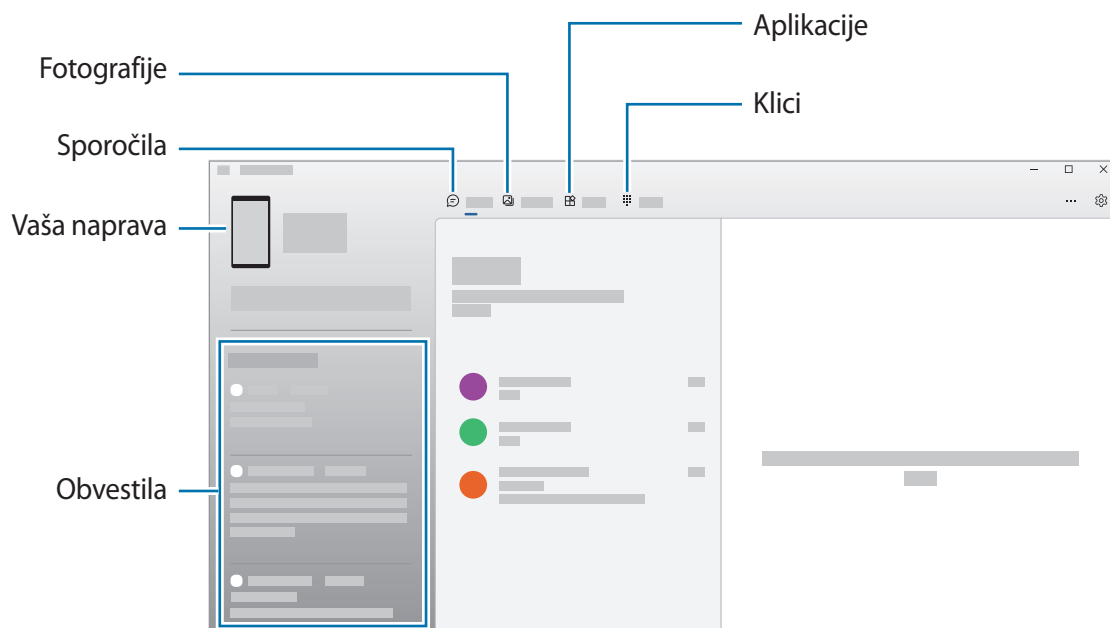 Aplikacije
Fotografije
Klici
Sporočila
Vaša naprava
Obvestila